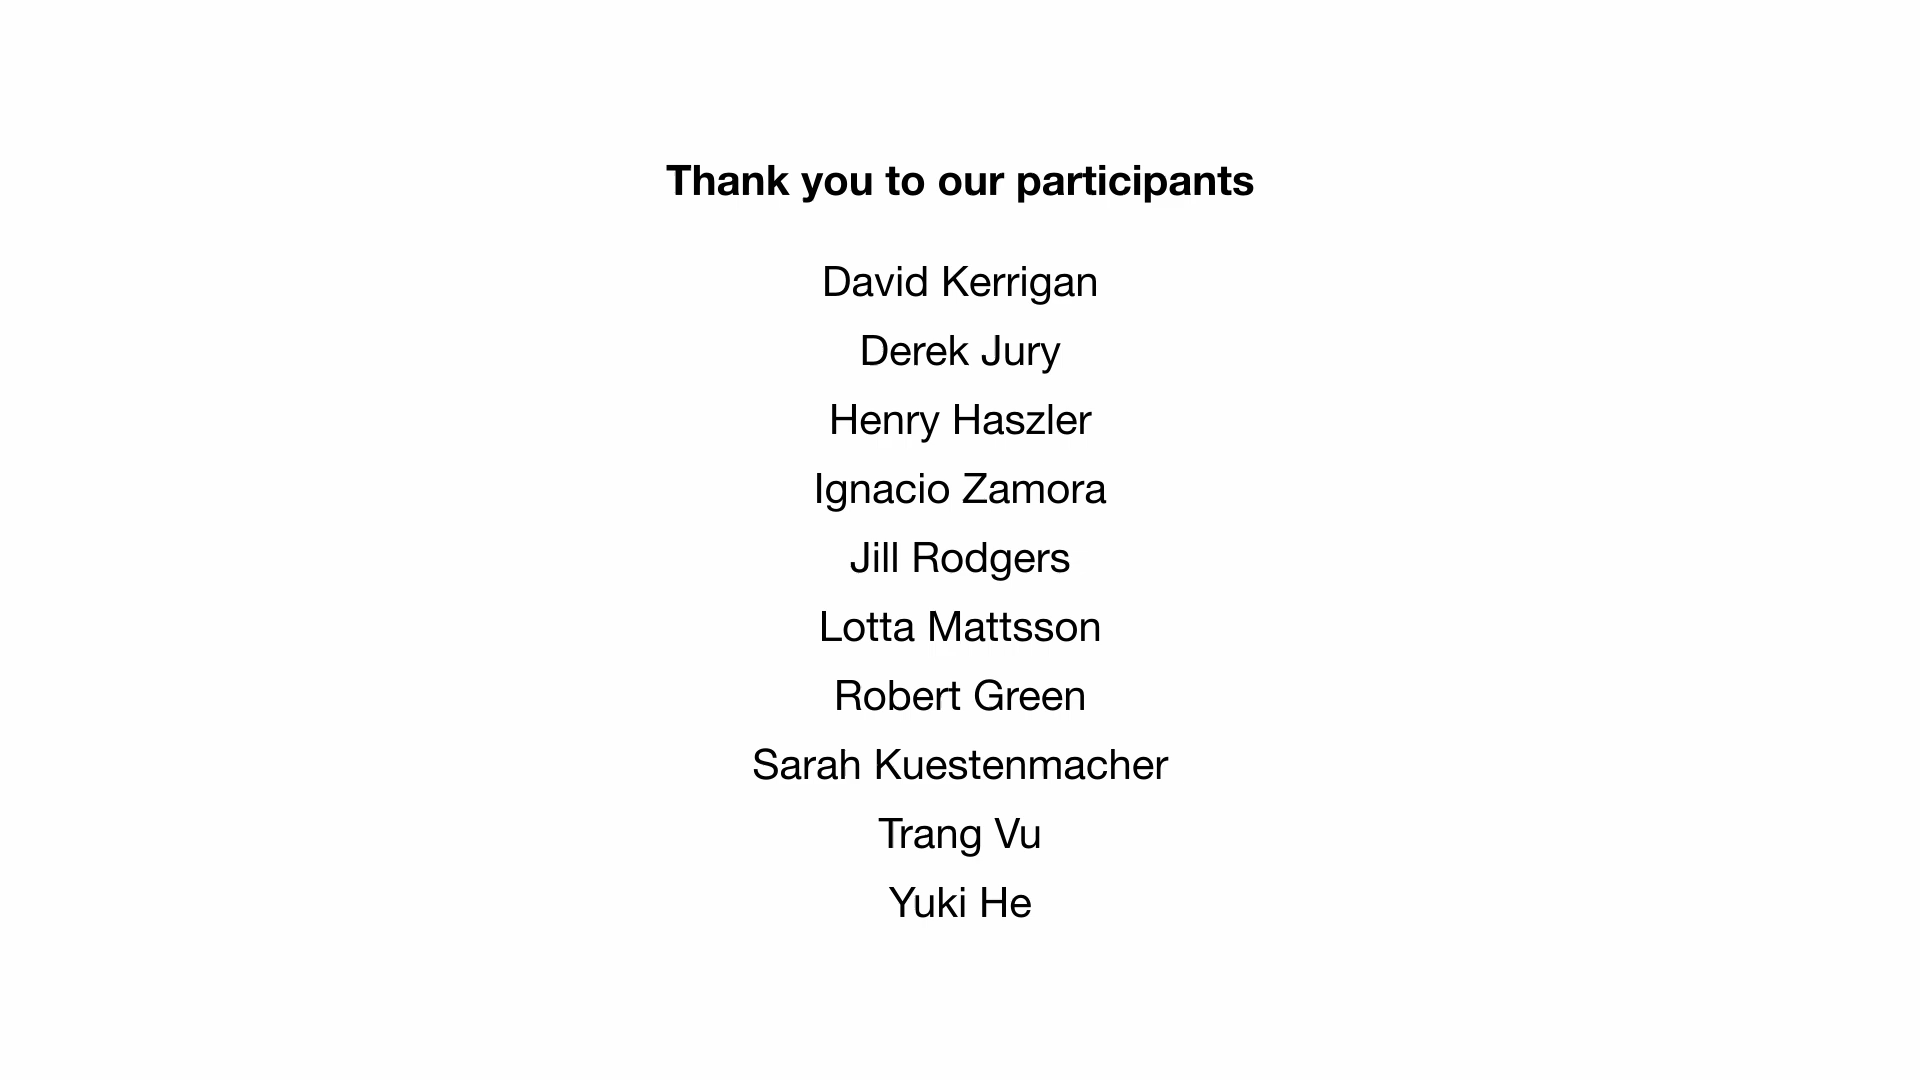 Thank you to our participants
David Kerrigan
Derek Jury
Henry Haszler
Ignacio Zamora
Jill Rodgers
Lotta Mattsson
Robert Green
Sarah Kuestenmacher
Trang Vu
Yuki He